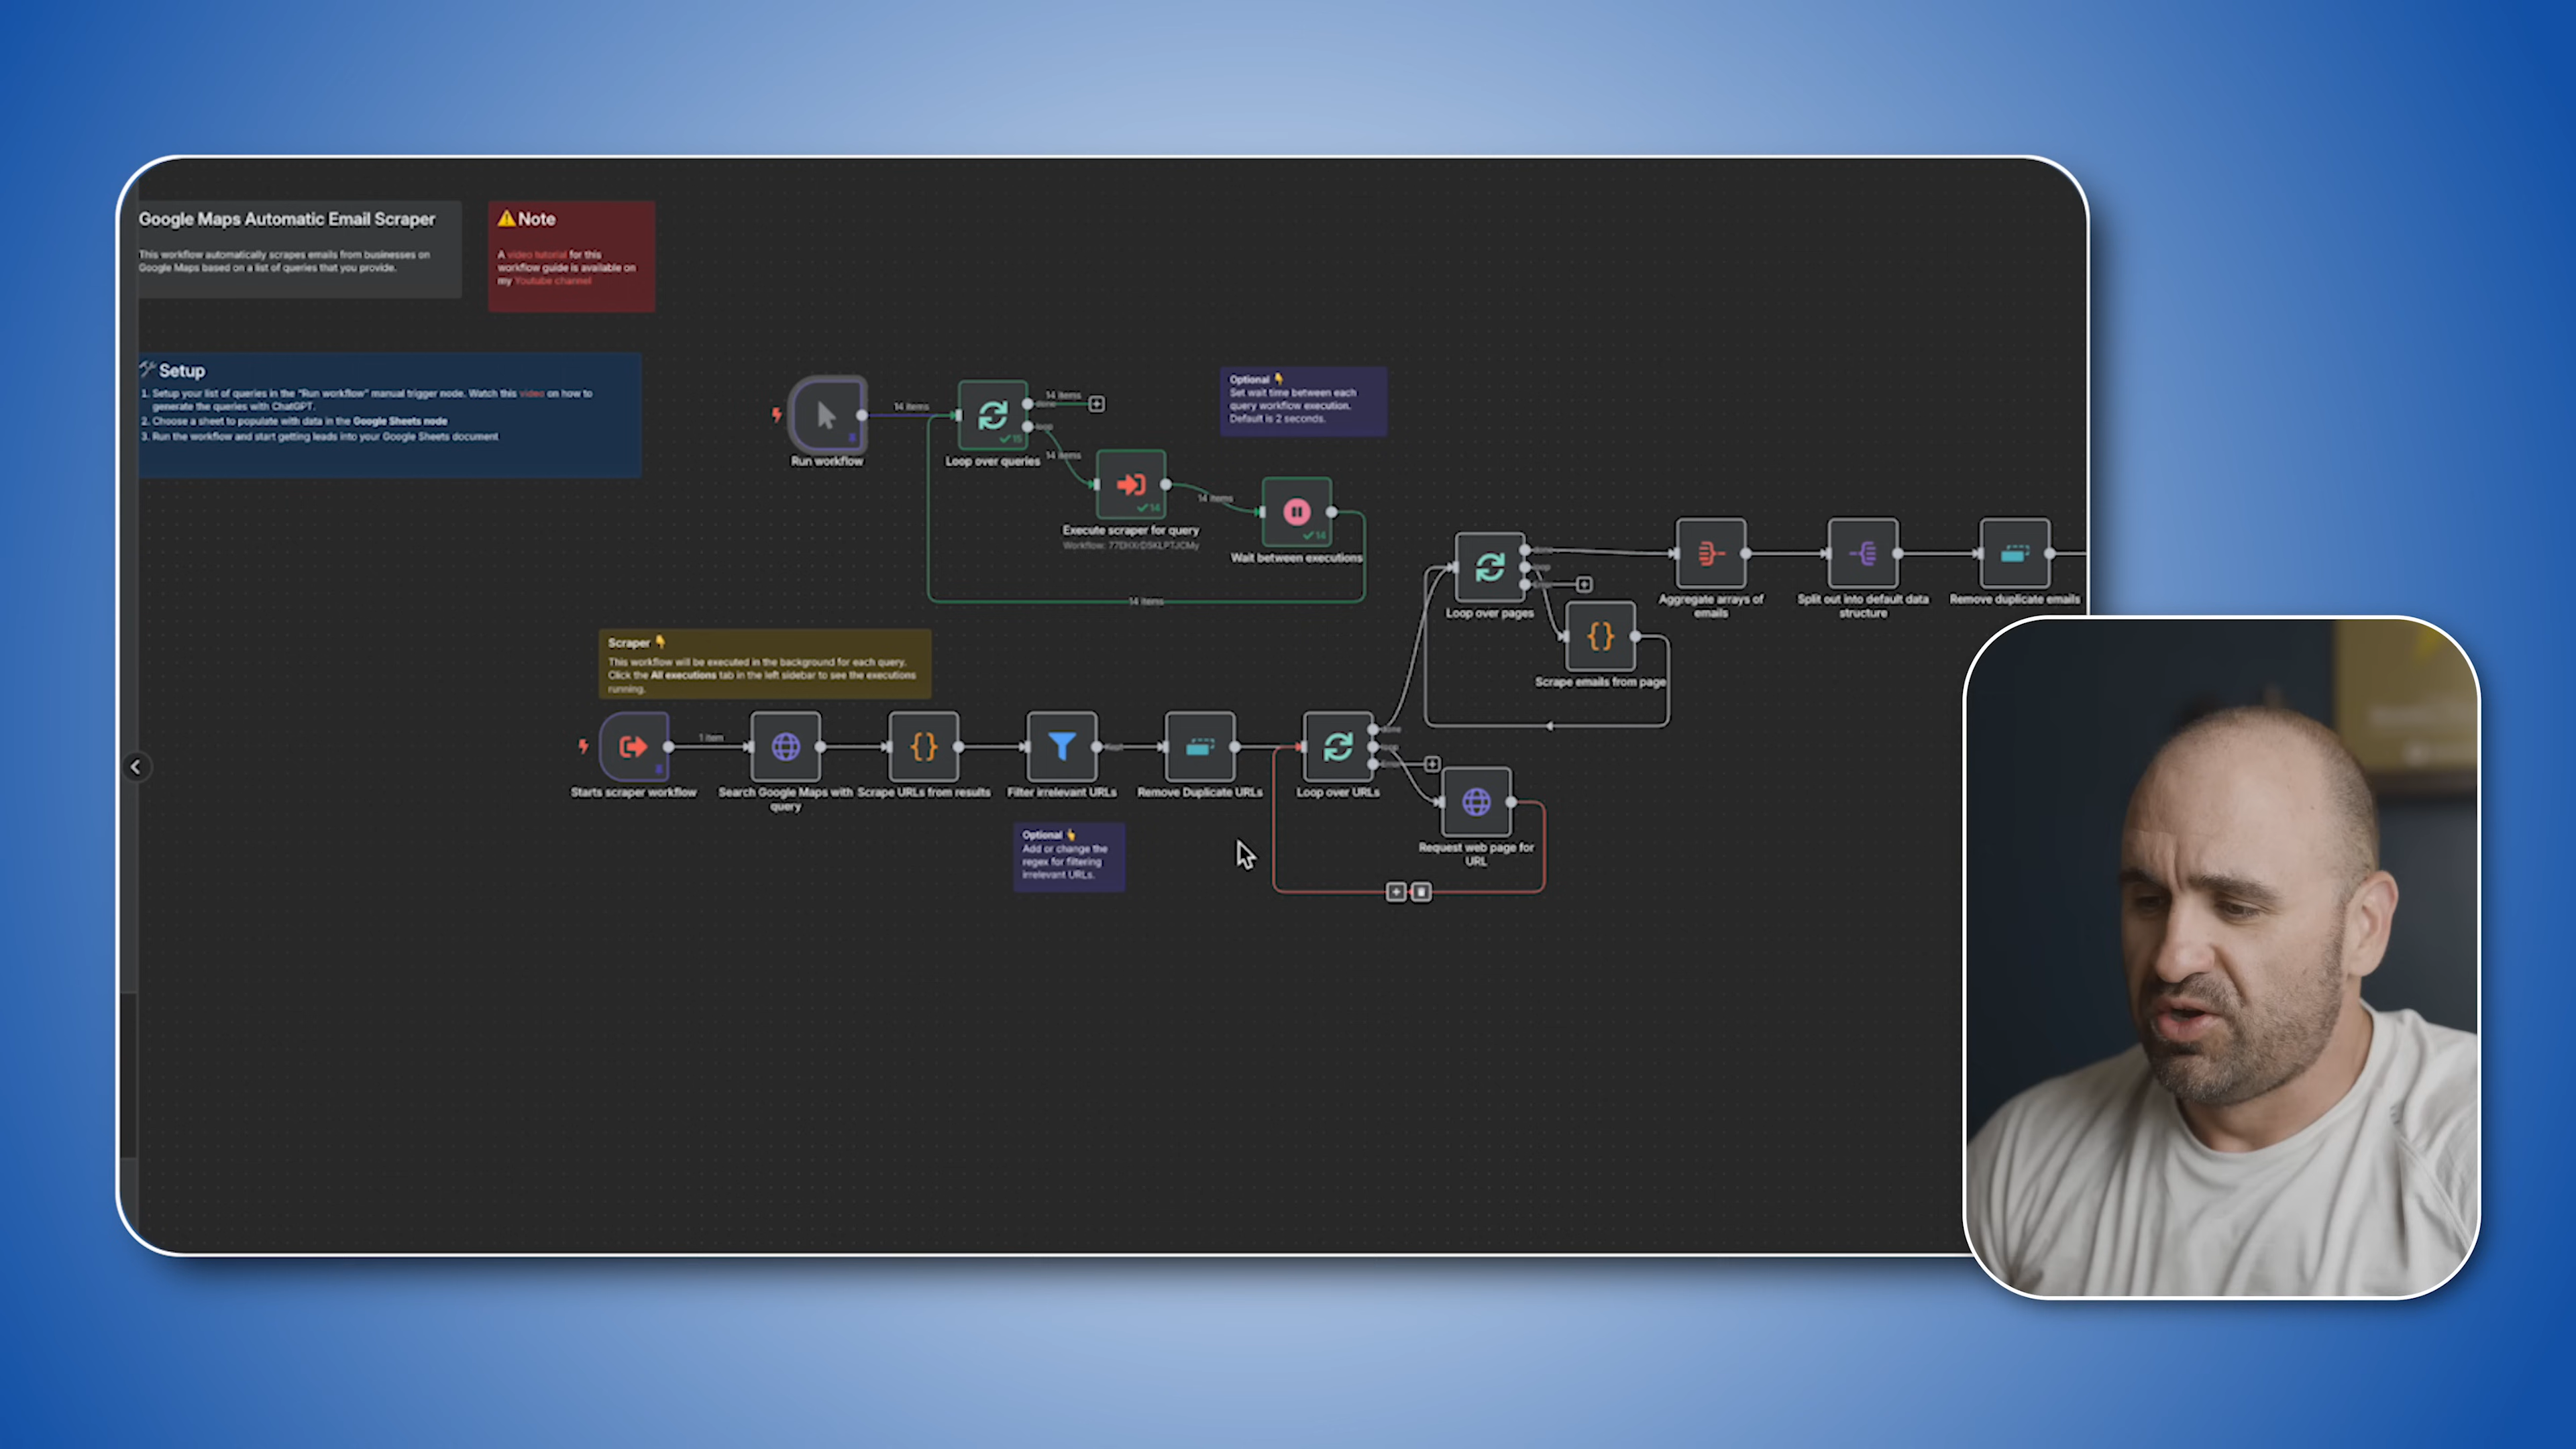 Google Maps Automatic Email Scraper
This workflow automatically scrapes emails from businesses on
Google Maps based on a list of queries that you provide.
⚠️Note
A video tutorial for this
workflow guide is available on
my Youtube channel
Setup
1. Setup your list of queries in the "Run workflow" manual trigger node. Watch this video on how to
generate the queries with ChatGPT.
2. Choose a sheet to populate with data in the Google Sheets node
3. Run the workflow and start getting leads into your Google Sheets document
Run workflow
14 items
15
Loop over queries
14 items
done
loop
14 items
14
Execute scraper for query
14 items
14
Wait between executions
14 items
Optional 👇
Set wait time between each
query workflow execution.
Default is 2 seconds.
Loop over pages
Scrape emails from page
Aggregate arrays of
emails
Split out into default data
structure
Remove duplicate emails
Scraper 👇
This workflow will be executed in the background for each query.
Click the All executions tab in the left sidebar to see the executions
running.
Starts scraper workflow
1 item
Search Google Maps with
query
Scrape URLs from results
Filter irrelevant URLs
Kept
Remove Duplicate URLs
Loop over URLs
done
loop
Request web page for
URL
Optional 👆
Add or change the
regex for filtering
irrelevant URLs.